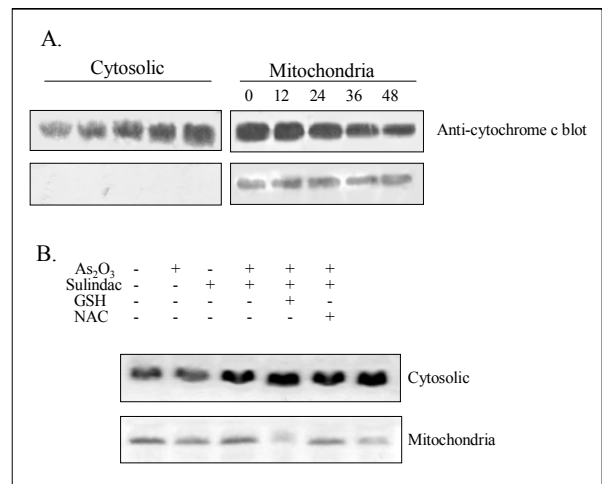 A.
Cytosolic Mitochondria
0 12 24 36 48
Anti-cytochrome c blot
B.
As₂O₃ - + - + + +
Sulindac - - + + + +
GSH - - - - + -
NAC - - - - - +
Cytosolic
Mitochondria